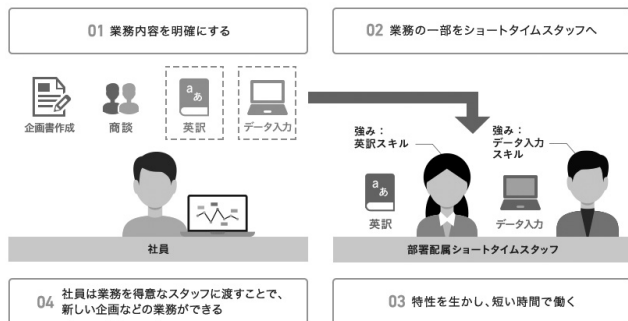 01 業務内容を明確にする
02 業務の一部をショートタイムスタッフへ
企画書作成
商談
aあ
英訳
データ入力
強み：
英訳スキル
強み：
データ入力
スキル
aあ
英訳
データ入力
社員
部署配属ショートタイムスタッフ
04 社員は業務を得意なスタッフに渡すことで、
新しい企画などの業務ができる
03 特性を生かし、短い時間で働く